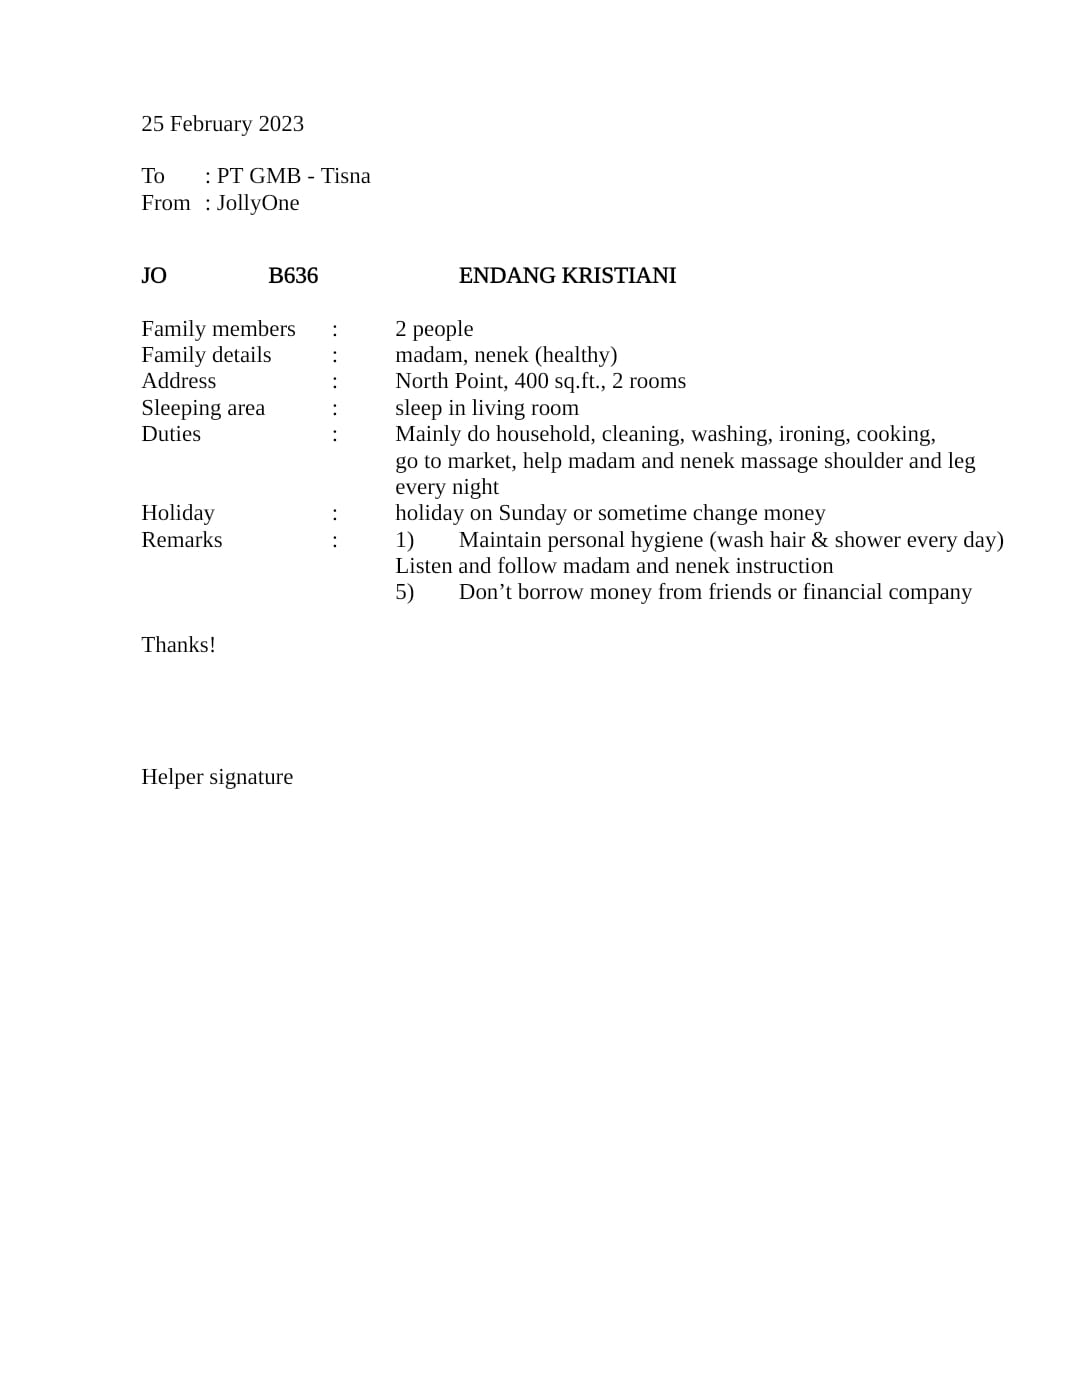 25 February 2023
To : PT GMB - Tisna
From : JollyOne
JO B636 ENDANG KRISTIANI
Family members : 2 people
Family details : madam, nenek (healthy)
Address : North Point, 400 sq.ft., 2 rooms
Sleeping area : sleep in living room
Duties : Mainly do household, cleaning, washing, ironing, cooking,
go to market, help madam and nenek massage shoulder and leg
every night
Holiday : holiday on Sunday or sometime change money
Remarks : 1) Maintain personal hygiene (wash hair & shower every day)
Listen and follow madam and nenek instruction
5) Don’t borrow money from friends or financial company
Thanks!
Helper signature